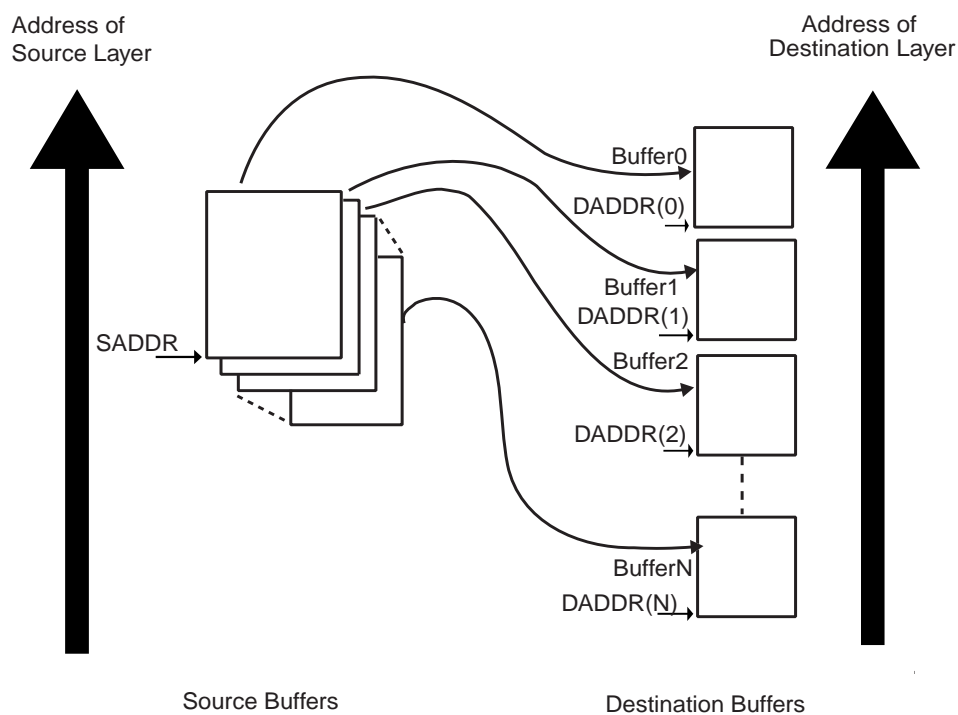 Address of
Source Layer
Address of
Destination Layer
Buffer0
DADDR(0)
Buffer1
DADDR(1)
SADDR
Buffer2
DADDR(2)
BufferN
DADDR(N)
Source Buffers
Destination Buffers